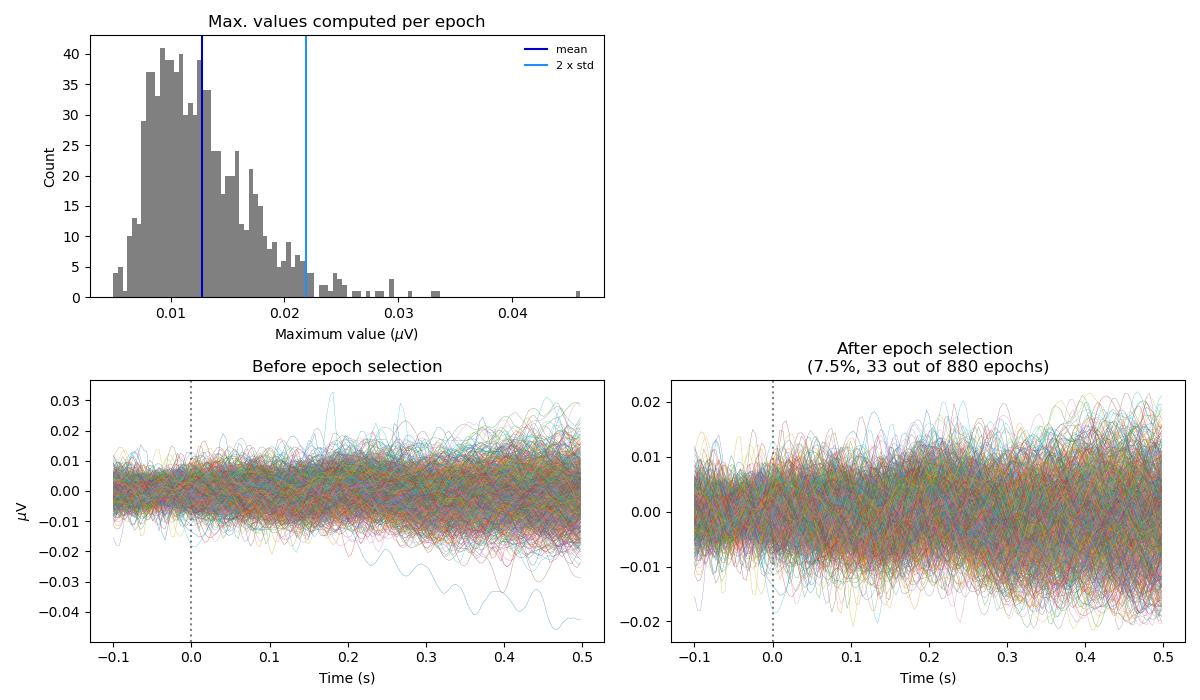 Max. values computed per epoch
40
35
30
25
20
15
10
5
0
Count
mean
2 x std
0.01 0.02 0.03 0.04
Maximum value (μV)
Before epoch selection
0.03
0.02
0.01
0.00
−0.01
−0.02
−0.03
−0.04
μV
−0.1 0.0 0.1 0.2 0.3 0.4 0.5
Time (s)
After epoch selection
(7.5%, 33 out of 880 epochs)
0.02
0.01
0.00
−0.01
−0.02
−0.1 0.0 0.1 0.2 0.3 0.4 0.5
Time (s)